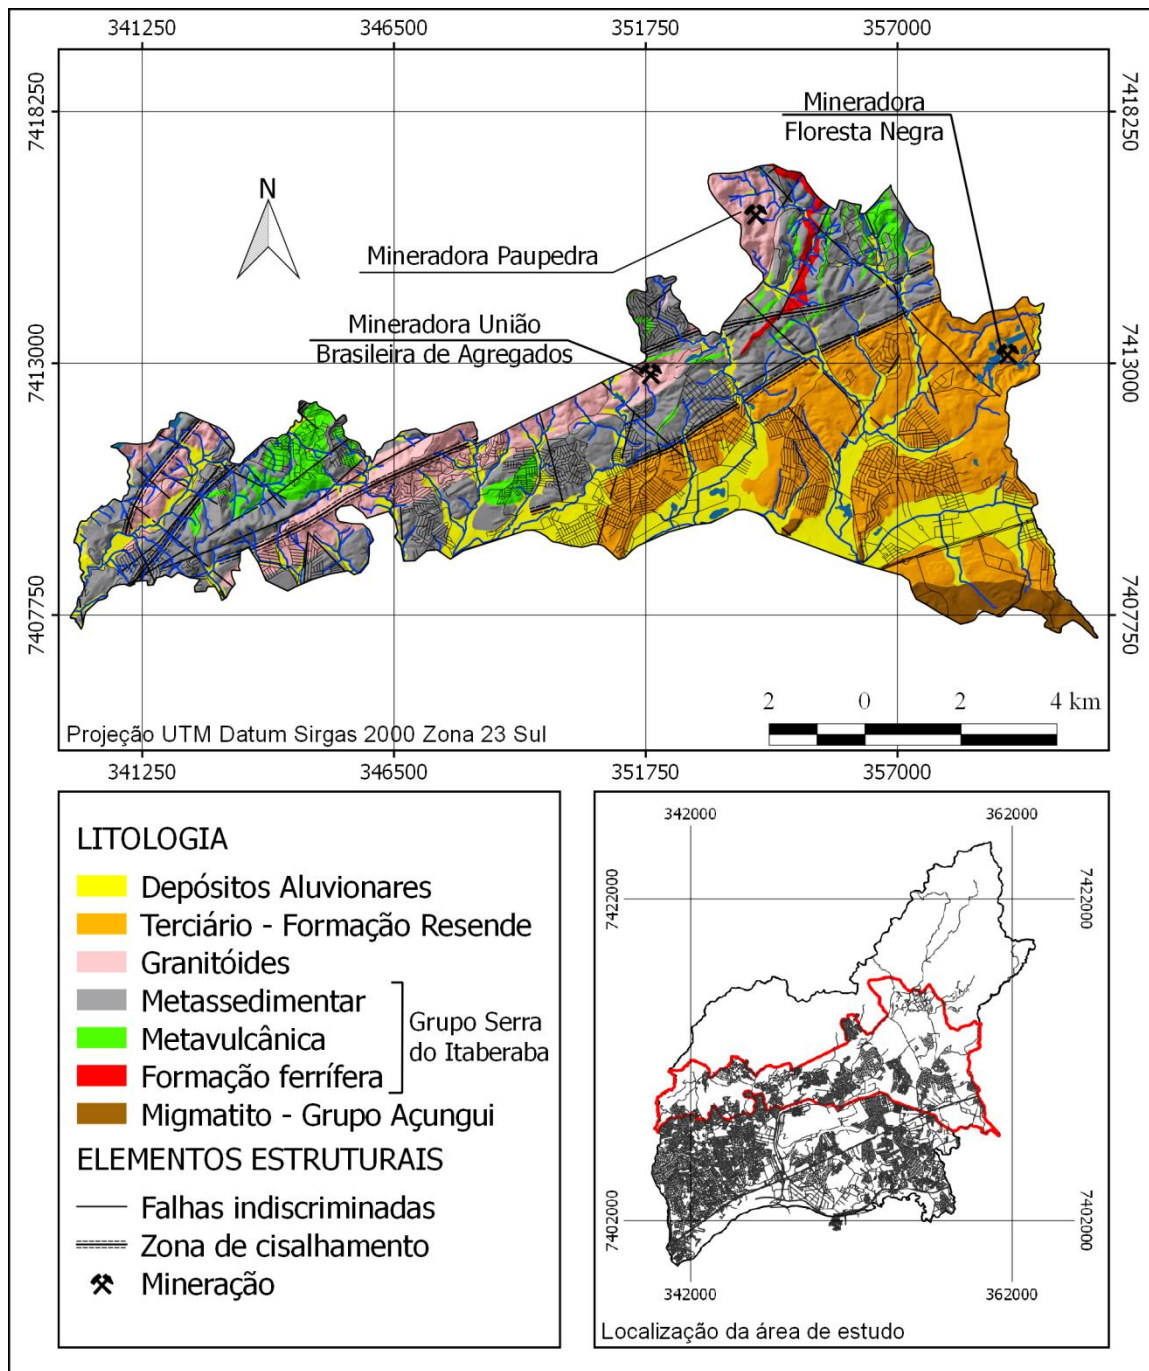 341250 346500 351750 357000
7418250 7418250
Mineradora
Floresta Negra
N
Mineradora Paupedra
Mineradora União
Brasileira de Agregados
7413000 7413000
7407750 7407750
2 0 2 4 km
Projeção UTM Datum Sirgas 2000 Zona 23 Sul
341250 346500 351750 357000
LITOLOGIA
Depósitos Aluvionares
Terciário - Formação Resende
Granitóides
Metassedimentar
Metavulcânica
Formação ferrífera
Grupo Serra
do Itaberaba
Migmatito - Grupo Açungui
ELEMENTOS ESTRUTURAIS
Falhas indiscriminadas
Zona de cisalhamento
Mineração
342000 362000
7422000 7422000
7402000 7402000
342000 362000
Localização da área de estudo